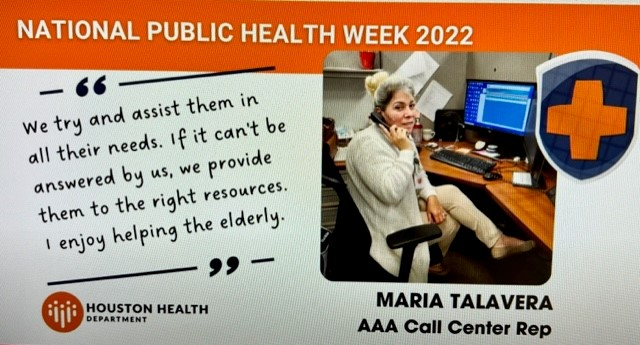 NATIONAL PUBLIC HEALTH WEEK 2022
“
We try and assist them in
all their needs. If it can't be
answered by us, we provide
them to the right resources.
I enjoy helping the elderly.
”
HOUSTON HEALTH
DEPARTMENT
MARIA TALAVERA
AAA Call Center Rep